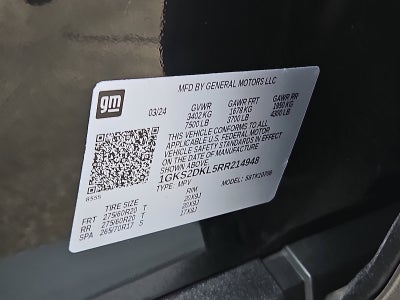 gm
MFD BY GENERAL MOTORS LLC
03/24 GVWR GAWR FRT GAWR RR
3402 KG 1678 KG 1950 KG
7500 LB 3700 LB 4300 LB
THIS VEHICLE CONFORMS TO ALL
APPLICABLE U.S. FEDERAL MOTOR
VEHICLE SAFETY STANDARDS IN EFFECT
ON THE DATE OF MANUFACTURE
SHOWN ABOVE.
1GKS2DKL5RR214948
TYPE: MPV MODEL:
8555
TIRE SIZE RIM
FRT 275/60R20 T 20X9J
RR 275/60R20 T 20X9J
SPA 265/70R17 S 17X8J